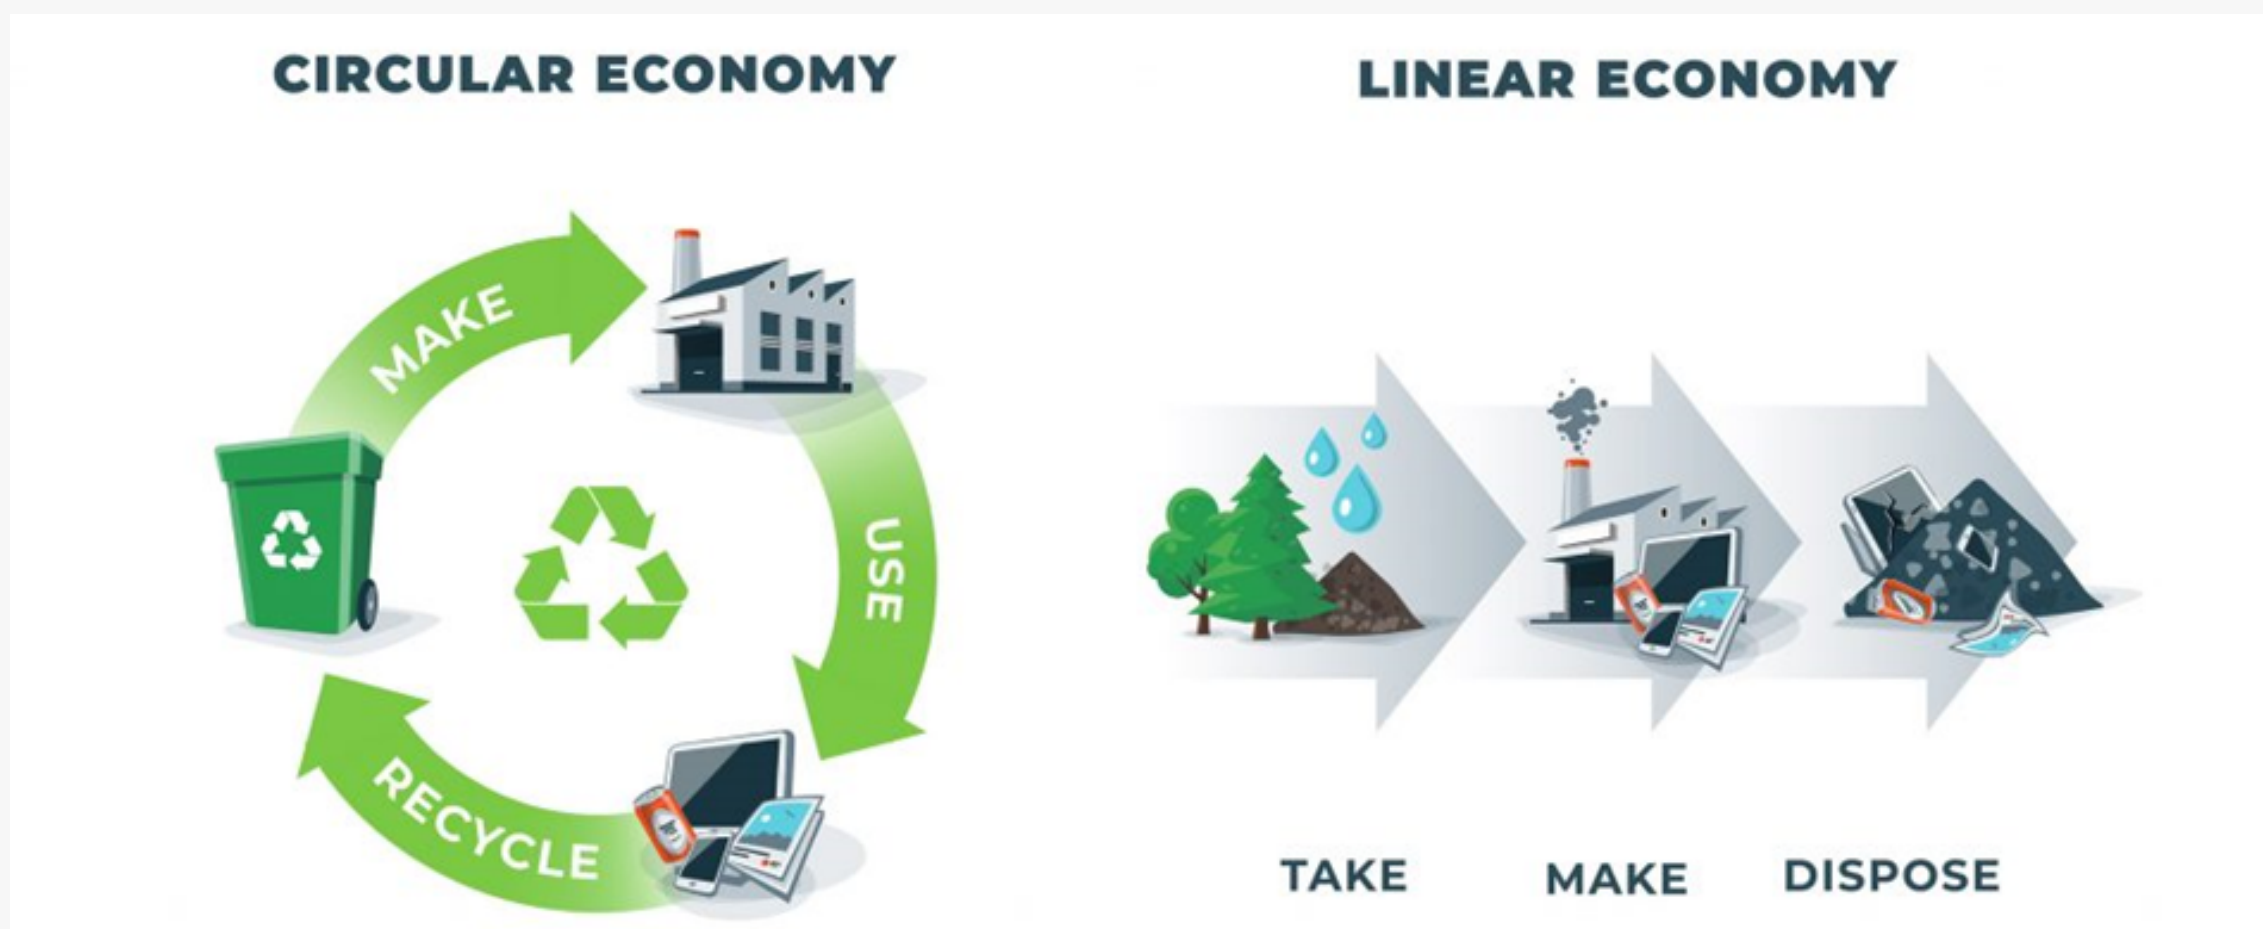 CIRCULAR ECONOMY
MAKE
USE
RECYCLE
LINEAR ECONOMY
TAKE
MAKE
DISPOSE